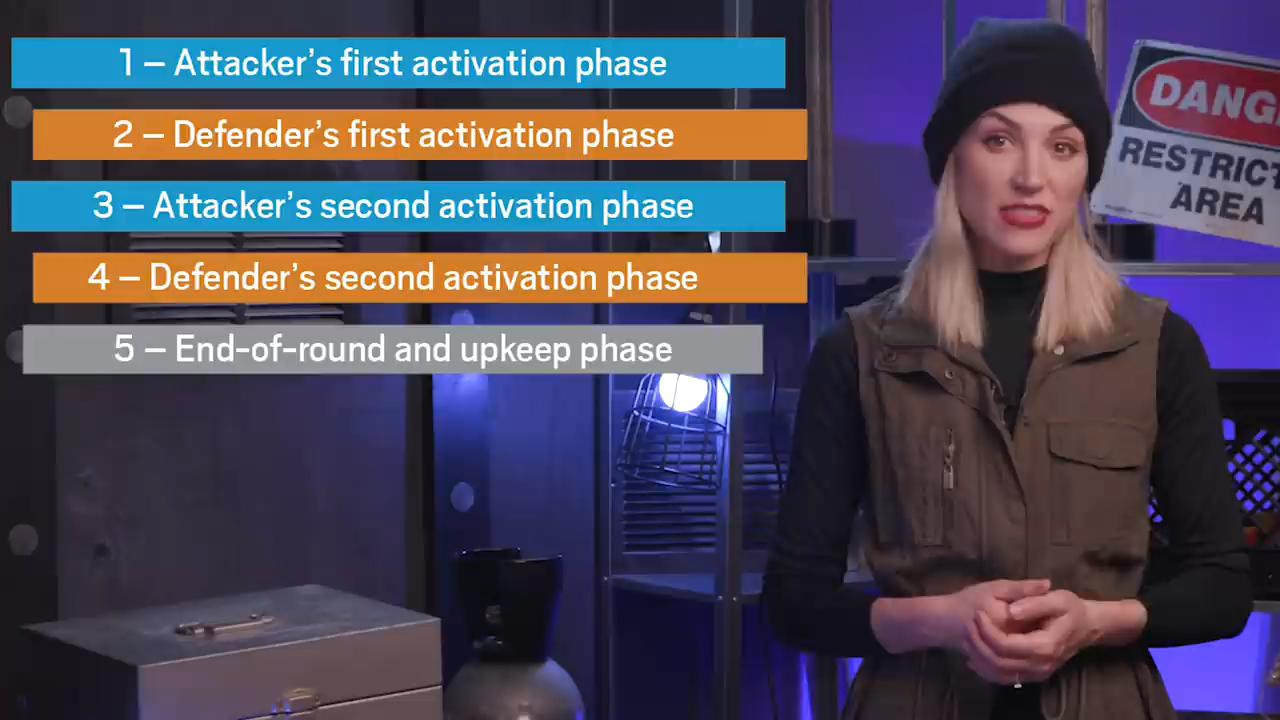 1 – Attacker's first activation phase
2 – Defender's first activation phase
3 – Attacker's second activation phase
4 – Defender's second activation phase
5 – End-of-round and upkeep phase
RESTRICT
AREA